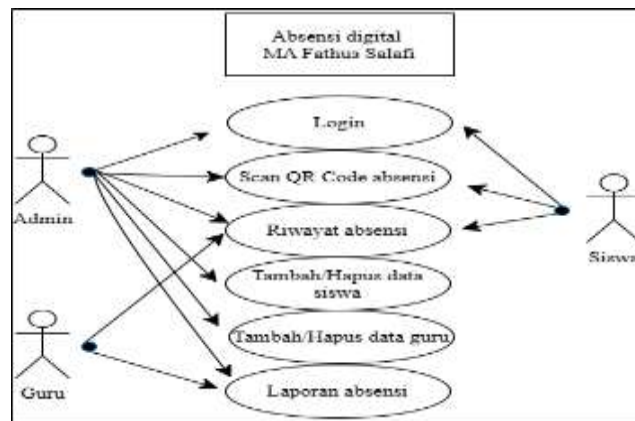 Absensi digital
MA Fathus Salafi
Login
Scan QR Code absensi
Admin
Riwayat absensi
Siswa
Tambah/Hapus data
siswa
Tambah/Hapus data guru
Guru
Laporan absensi